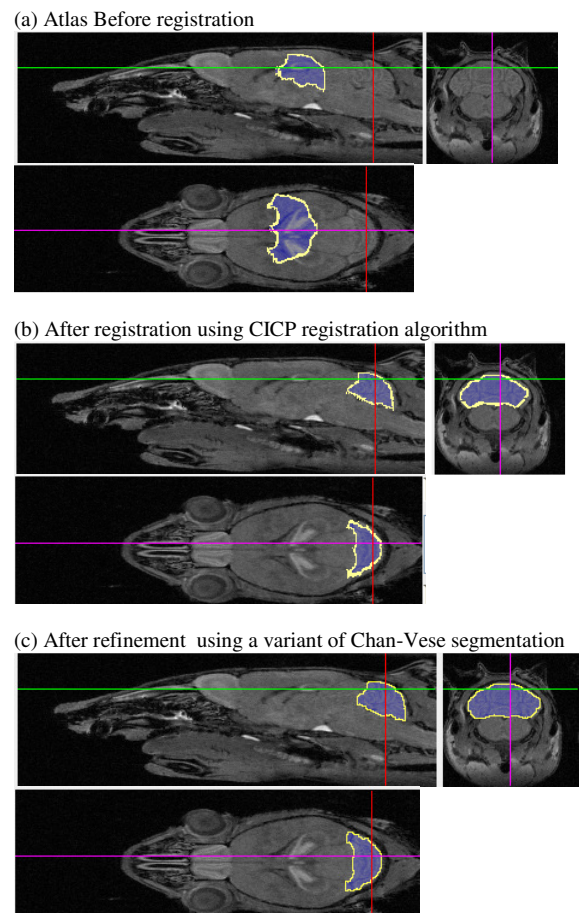 (a) Atlas Before registration
(b) After registration using CICP registration algorithm
(c) After refinement using a variant of Chan-Vese segmentation